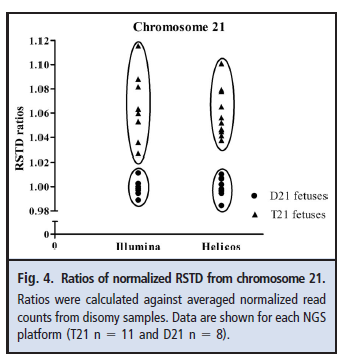 Chromosome 21
1.12
1.10
1.08
1.06
1.04
1.02
1.00
0.98
0
RSTD ratios
0
Illumina
Helicos
D21 fetuses
T21 fetuses
Fig. 4. Ratios of normalized RSTD from chromosome 21.
Ratios were calculated against averaged normalized read
counts from disomy samples. Data are shown for each NGS
platform (T21 n = 11 and D21 n = 8).